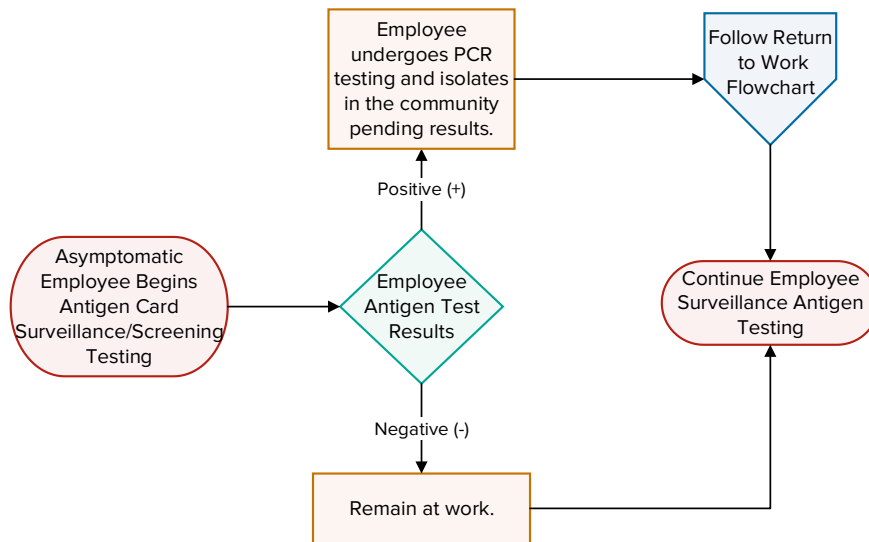 Employee
undergoes PCR
testing and isolates
in the community
pending results.
Follow Return
to Work
Flowchart
Positive (+)
Asymptomatic
Employee Begins
Antigen Card
Surveillance/Screening
Testing
Employee
Antigen Test
Results
Continue Employee
Surveillance Antigen
Testing
Negative (-)
Remain at work.